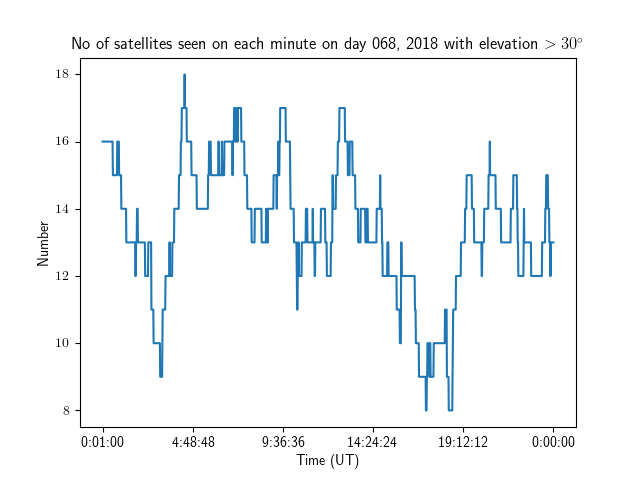 No of satellites seen on each minute on day 068, 2018 with elevation > 30°
18
16
14
12
10
8
Number
0:01:00 4:48:48 9:36:36 14:24:24 19:12:12 0:00:00
Time (UT)